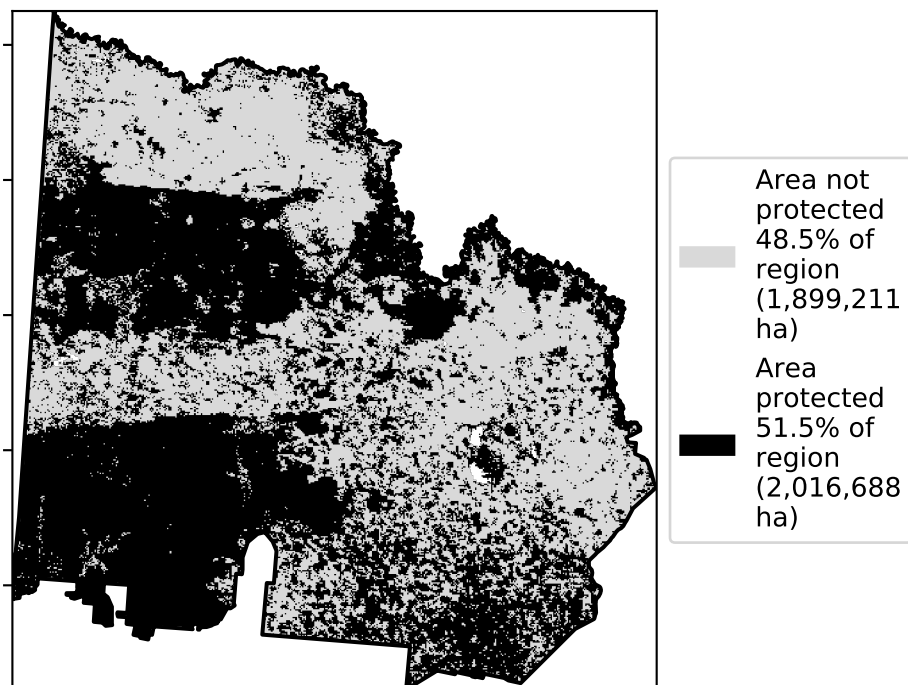 Area not
protected
48.5% of
region
(1,899,211
ha)
Area
protected
51.5% of
region
(2,016,688
ha)